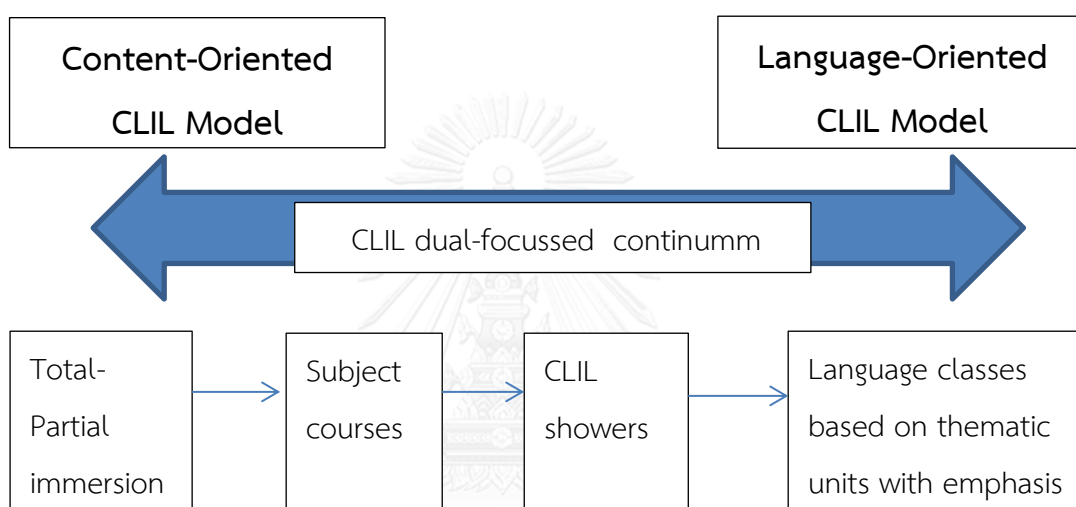 Content-Oriented
CLIL Model
Language-Oriented
CLIL Model
CLIL dual-focussed continumm
Total-
Partial
immersion
Subject
courses
CLIL
showers
Language classes
based on thematic
units with emphasis